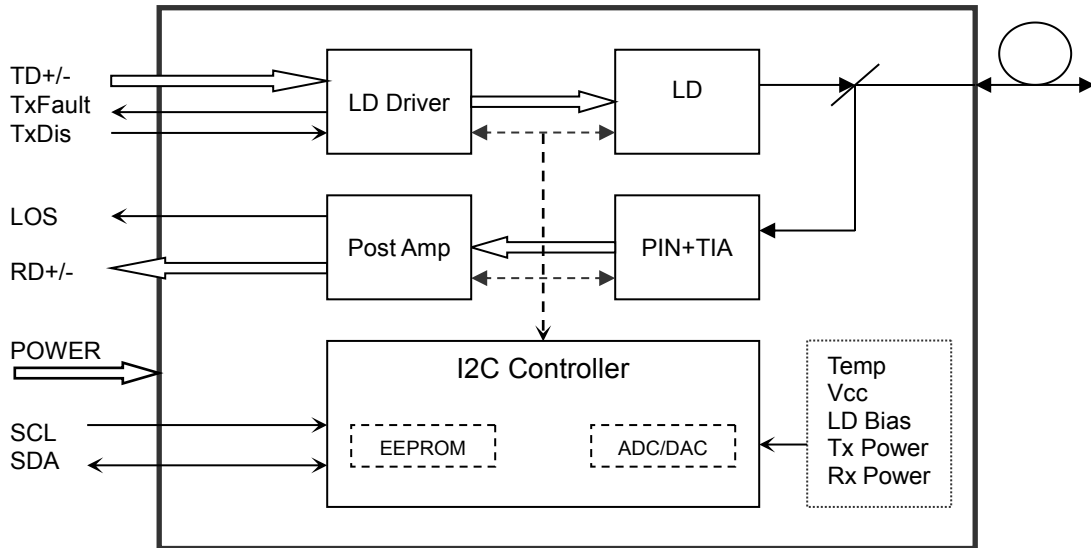 TD+/-
TxFault
TxDis
LD Driver
LD
LOS
RD+/-
Post Amp
PIN+TIA
POWER
I2C Controller
SCL
SDA
EEPROM
ADC/DAC
Temp
Vcc
LD Bias
Tx Power
Rx Power